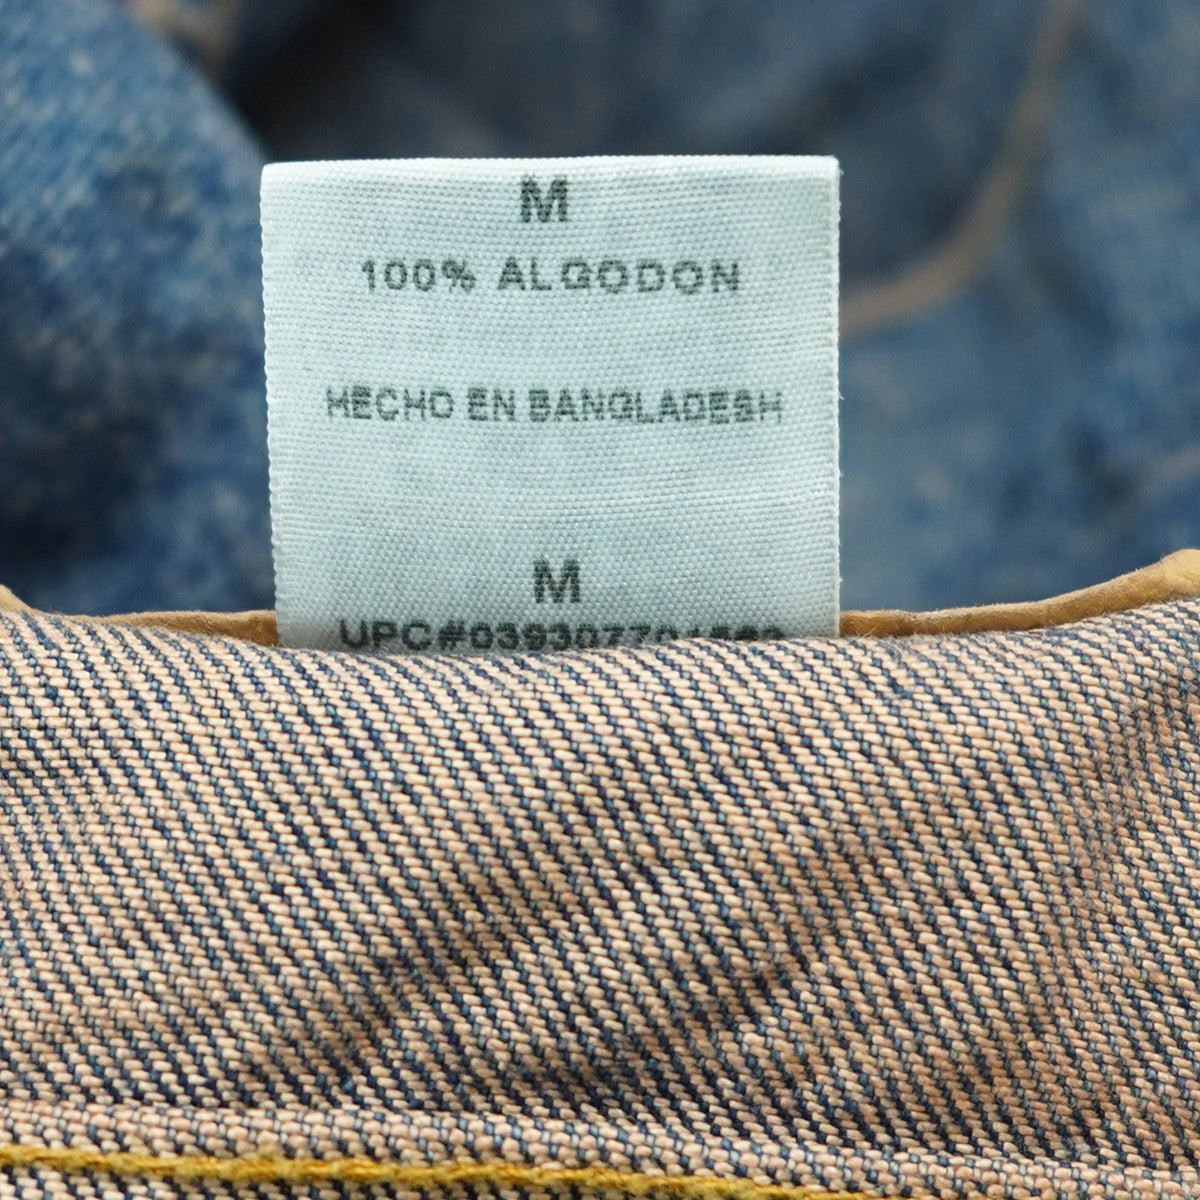 M
100% ALGODON
HECHO EN BANGLADESH
M